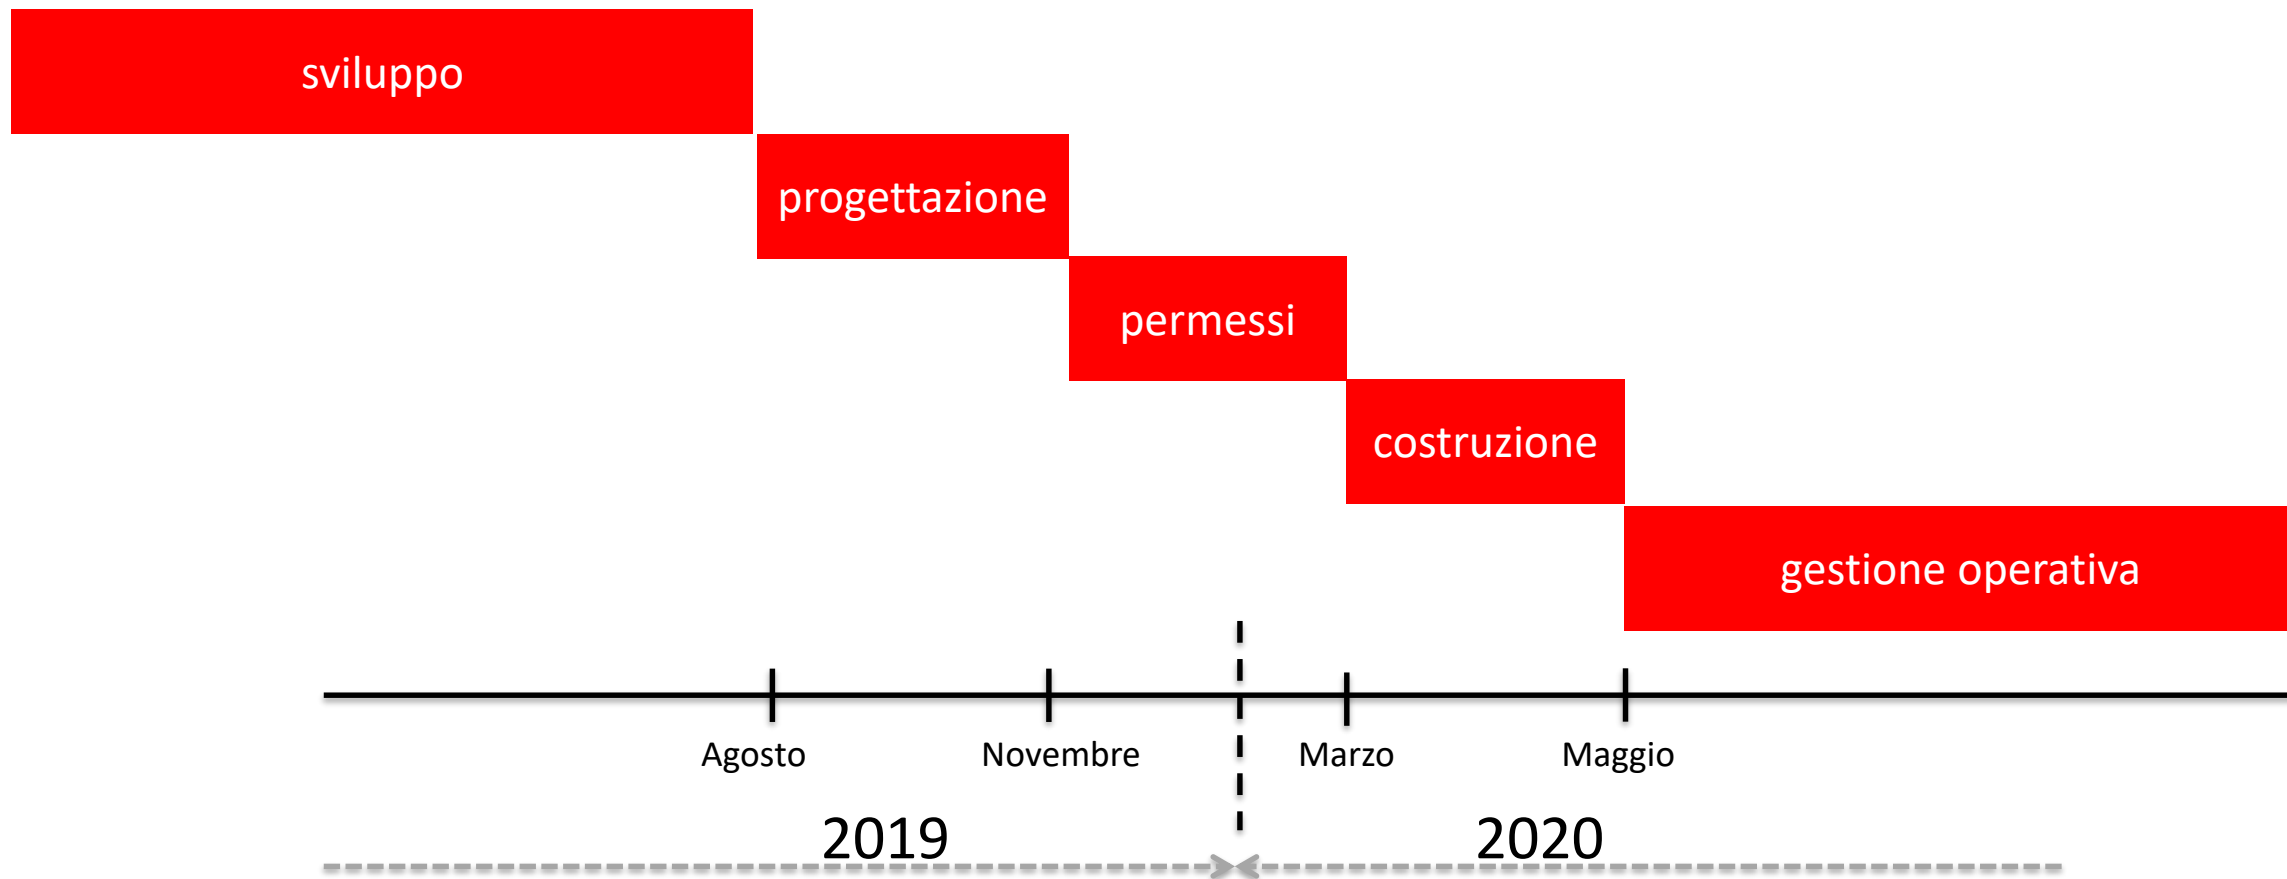 sviluppo
progettazione
permessi
costruzione
gestione operativa
Agosto
Novembre
Marzo
Maggio
2019
2020